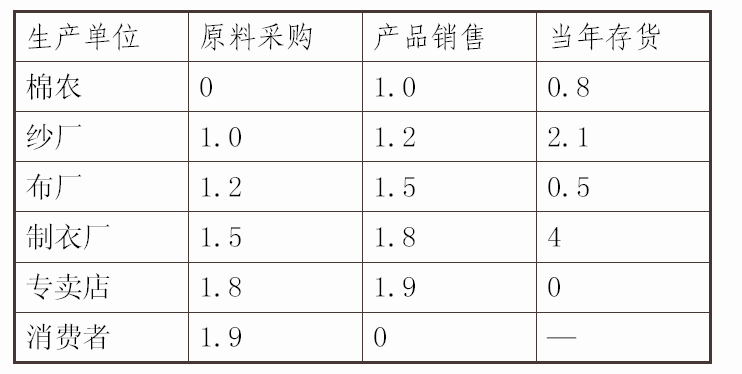 生产单位 原料采购 产品销售 当年存货
棉农 0 1.0 0.8
纱厂 1.0 1.2 2.1
布厂 1.2 1.5 0.5
制衣厂 1.5 1.8 4
专卖店 1.8 1.9 0
消费者 1.9 0 —